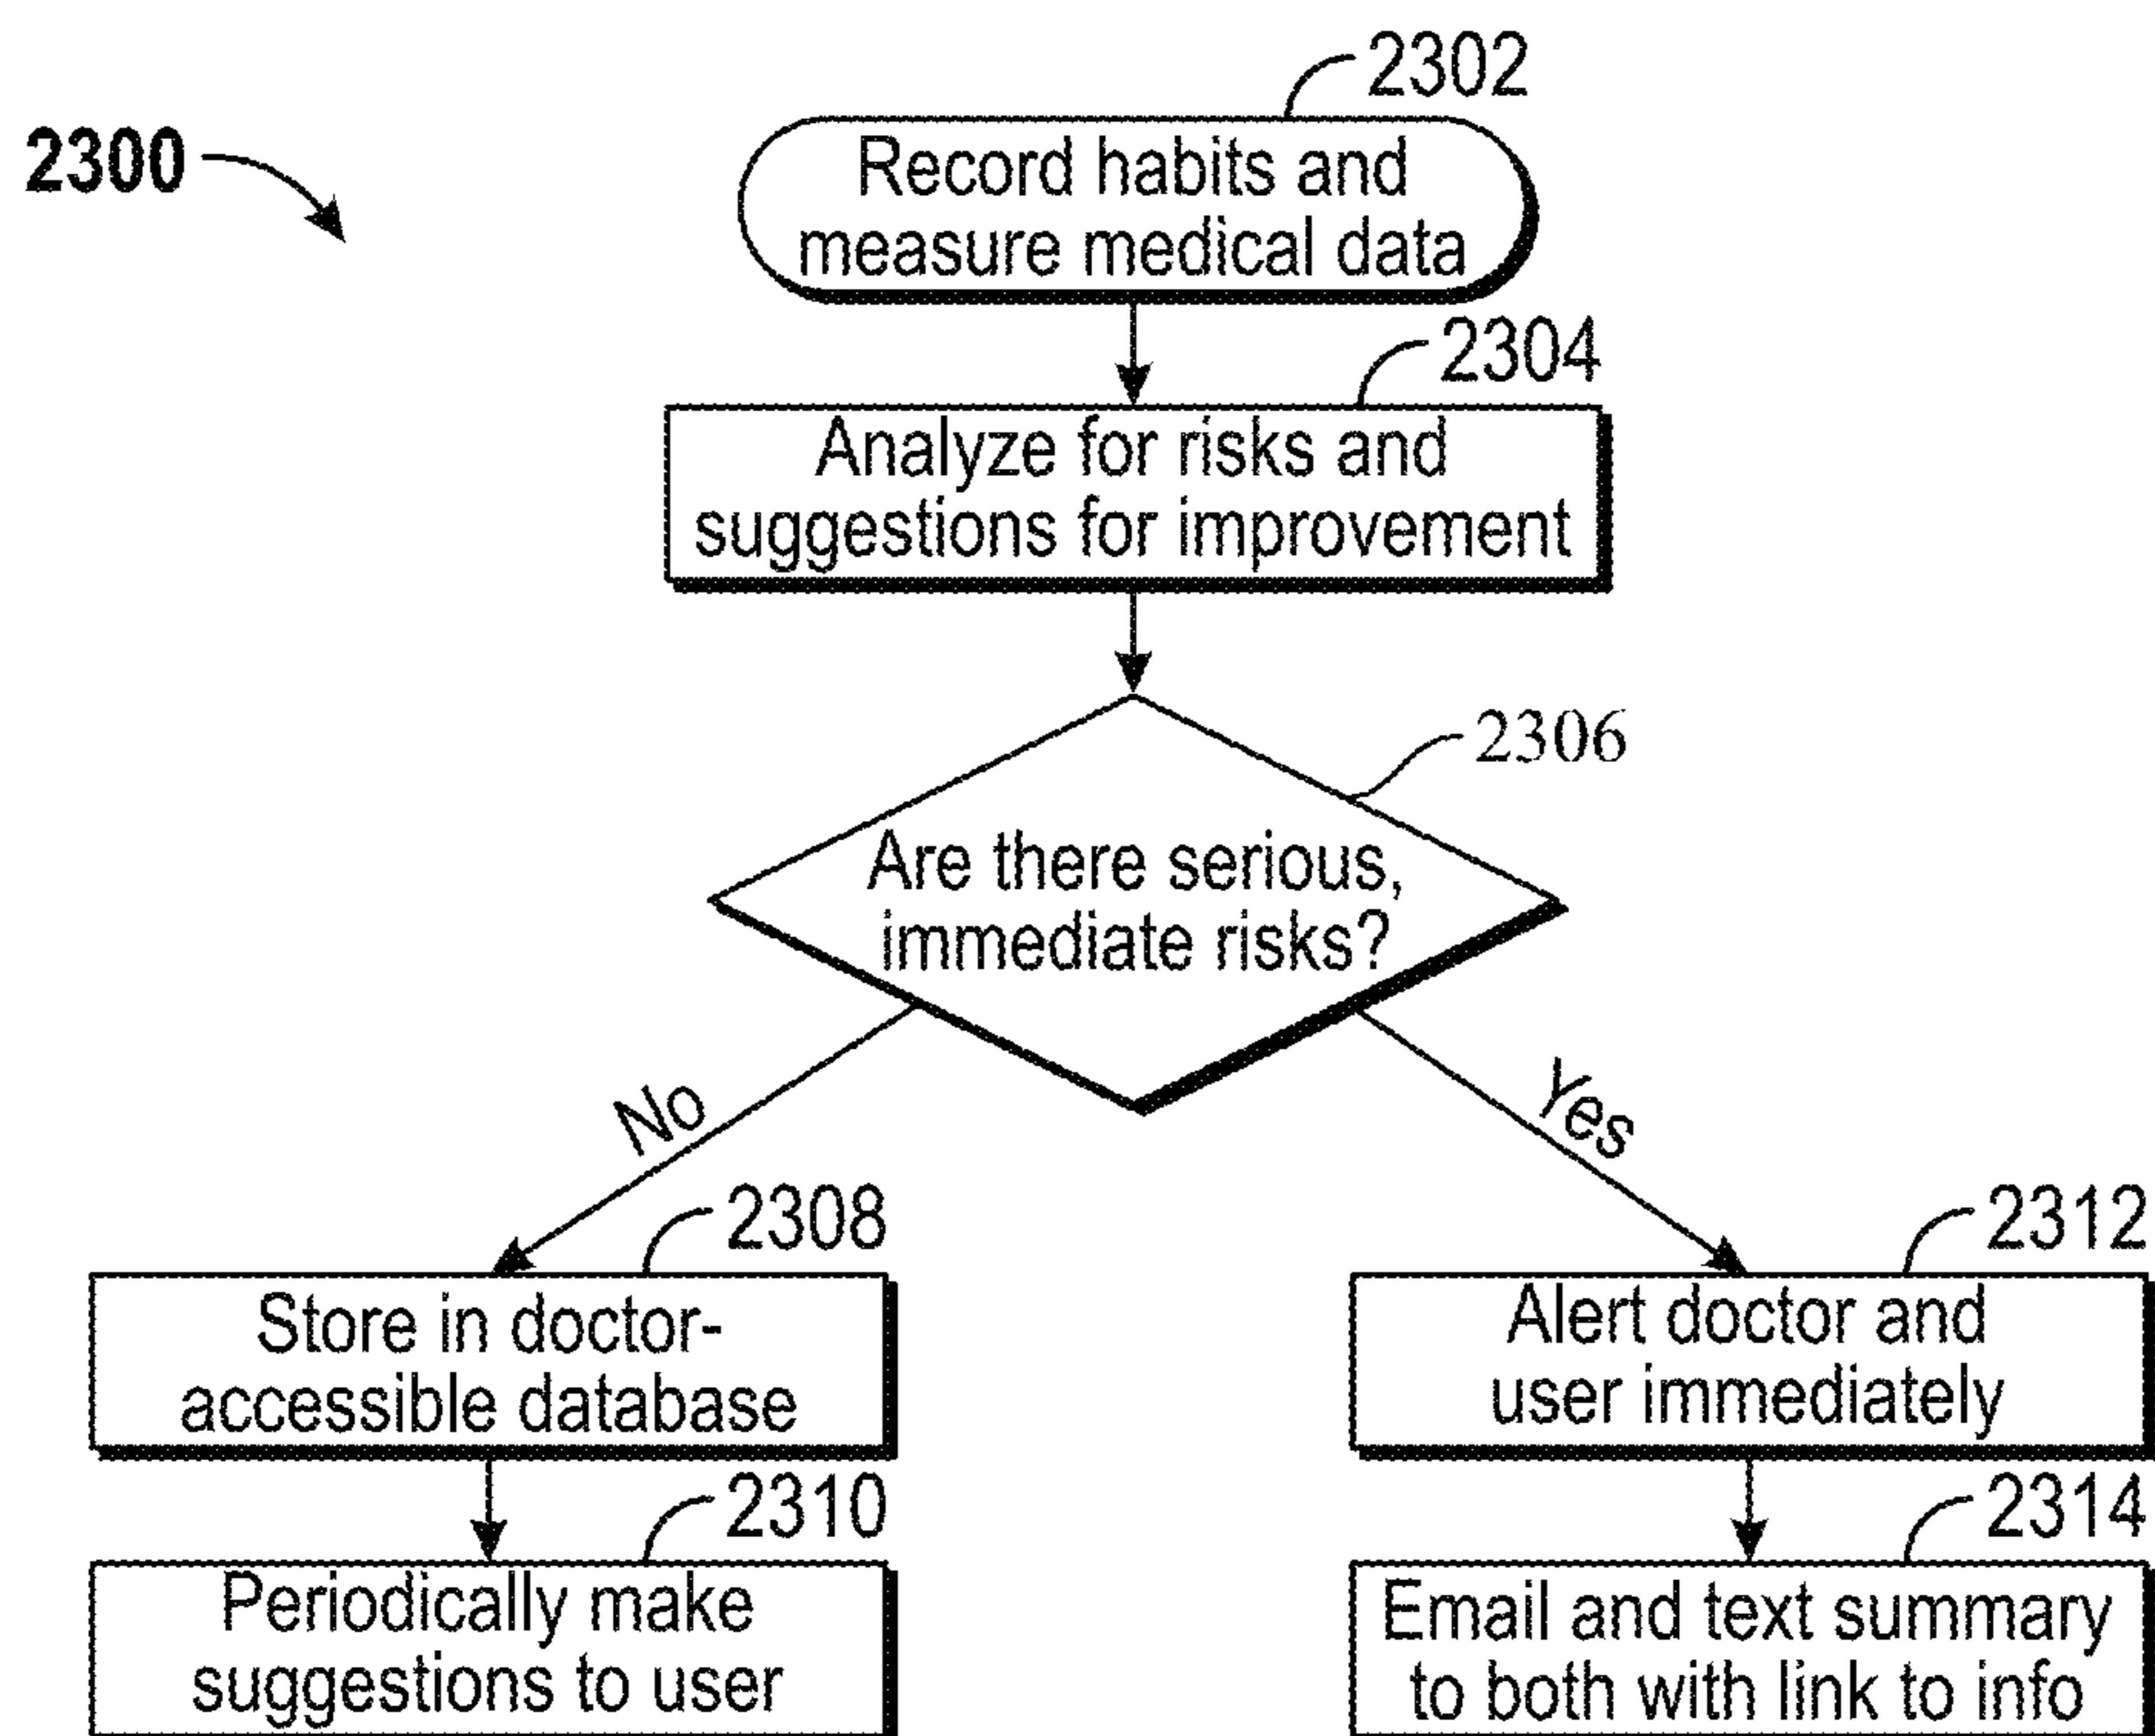 2302
2300
Record habits and
measure medical data
2304
Analyze for risks and
suggestions for improvement
2306
Are there serious,
immediate risks?
No
Yes
2308
Store in doctor-
accessible database
2310
Periodically make
suggestions to user
2312
Alert doctor and
user immediately
2314
Email and text summary
to both with link to info